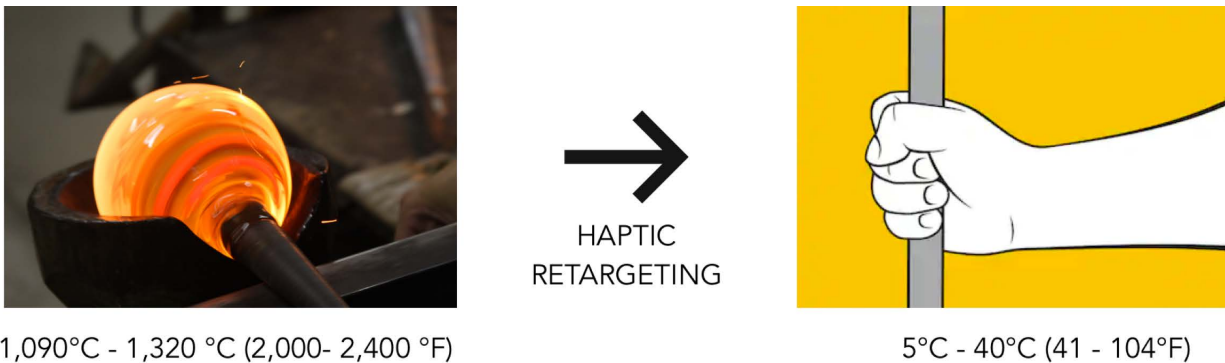 HAPTIC
RETARGETING
1,090°C - 1,320 °C (2,000- 2,400 °F)
5°C - 40°C (41 - 104°F)